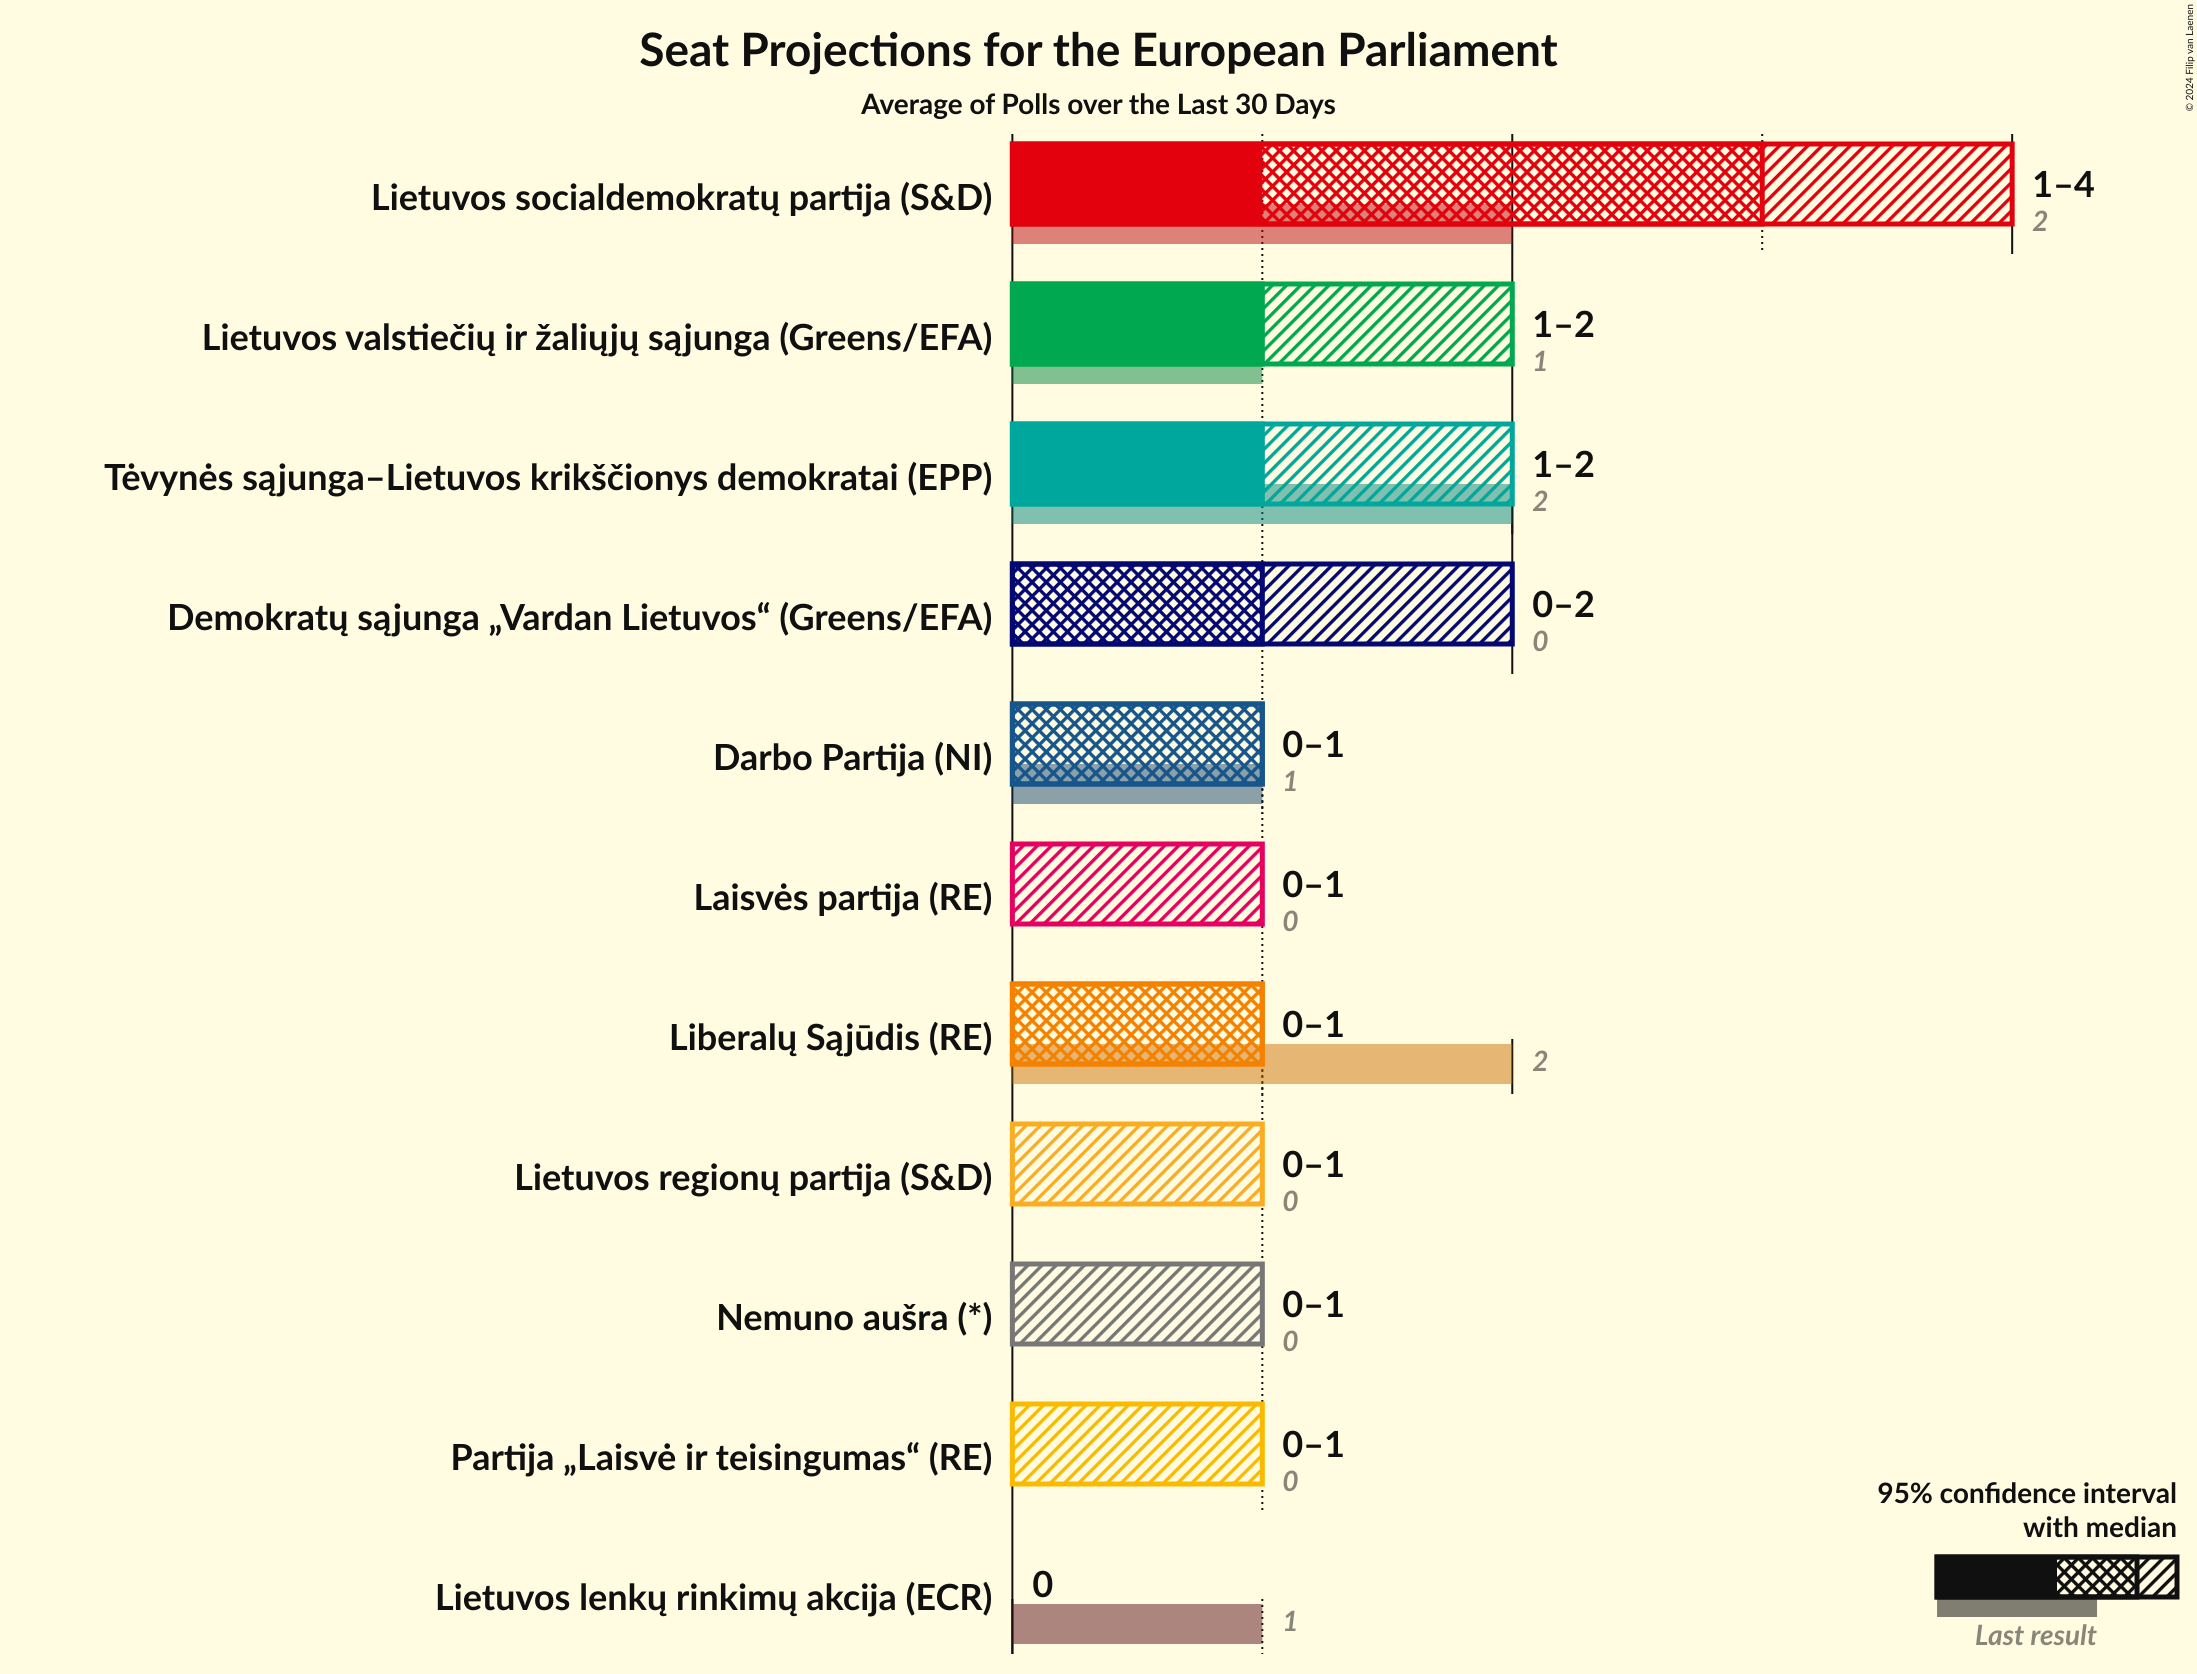 Seat Projections for the European Parliament
Average of Polls over the Last 30 Days
© 2024 Filip van Laenen
Lietuvos socialdemokratų partija (S&D)
1–4
2
Lietuvos valstiečių ir žaliųjų sąjunga (Greens/EFA)
1–2
1
Tėvynės sąjunga–Lietuvos krikščionys demokratai (EPP)
1–2
2
Demokratų sąjunga „Vardan Lietuvos“ (Greens/EFA)
0–2
0
Darbo Partija (NI)
0–1
1
Laisvės partija (RE)
0–1
0
Liberalų Sąjūdis (RE)
0–1
2
Lietuvos regionų partija (S&D)
0–1
0
Nemuno aušra (*)
0–1
0
Partija „Laisvė ir teisingumas“ (RE)
0–1
0
Lietuvos lenkų rinkimų akcija (ECR)
0
1
95% confidence interval
with median
Last result